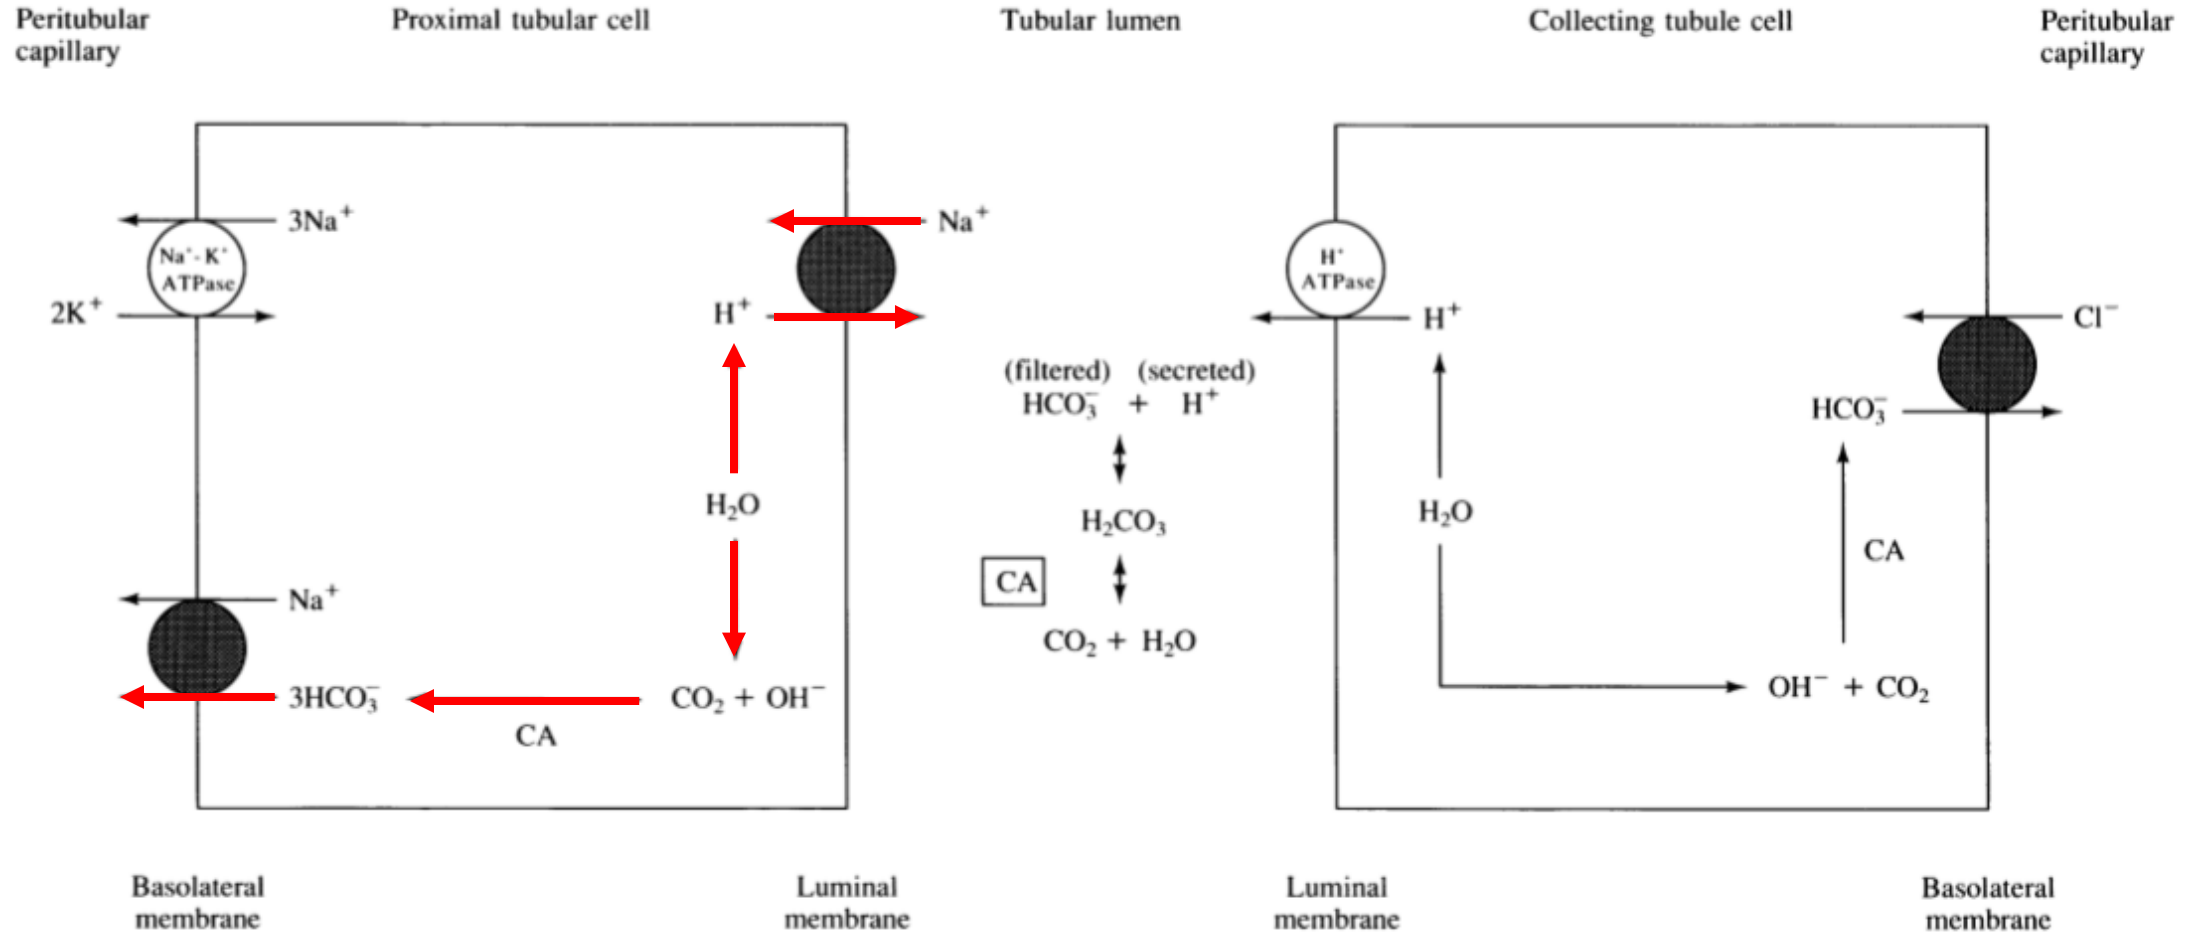 Peritubular
capillary
Proximal tubular cell
Tubular lumen
Collecting tubule cell
Peritubular
capillary
3Na⁺
Na⁺-K⁺
ATPase
2K⁺
Na⁺
H⁺
H₂O
CO₂ + OH⁻
CA
3HCO₃⁻
Na⁺
(filtered) (secreted)
HCO₃⁻ + H⁺
H₂CO₃
CA
CO₂ + H₂O
H⁺
ATPase
H⁺
H₂O
OH⁻ + CO₂
CA
HCO₃⁻
Cl⁻
Basolateral
membrane
Luminal
membrane
Luminal
membrane
Basolateral
membrane